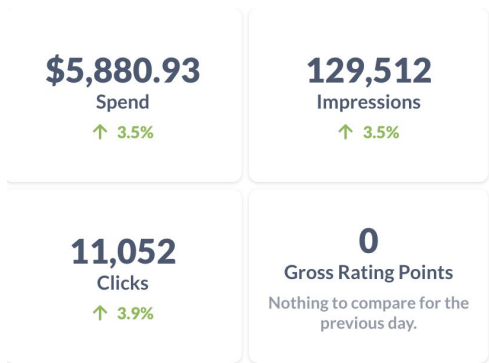 $5,880.93
Spend
↑ 3.5%
129,512
Impressions
↑ 3.5%
11,052
Clicks
↑ 3.9%
0
Gross Rating Points
Nothing to compare for the
previous day.